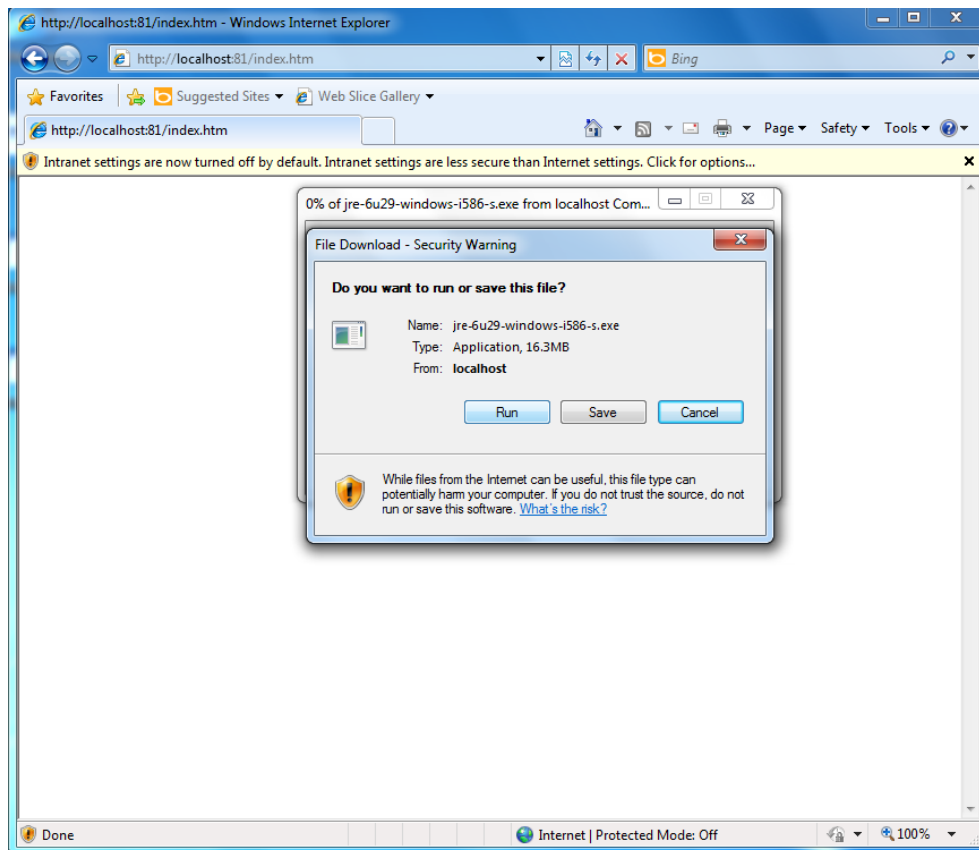 http://localhost:81/index.htm - Windows Internet Explorer
http://localhost:81/index.htm
Bing
Favorites
Suggested Sites
Web Slice Gallery
http://localhost:81/index.htm
Page
Safety
Tools
Intranet settings are now turned off by default. Intranet settings are less secure than Internet settings. Click for options...
0% of jre-6u29-windows-i586-s.exe from localhost Com...
File Download - Security Warning
Do you want to run or save this file?
Name: jre-6u29-windows-i586-s.exe
Type: Application, 16.3MB
From: localhost
Run
Save
Cancel
While files from the Internet can be useful, this file type can
potentially harm your computer. If you do not trust the source, do not
run or save this software. What's the risk?
Done
Internet | Protected Mode: Off
100%